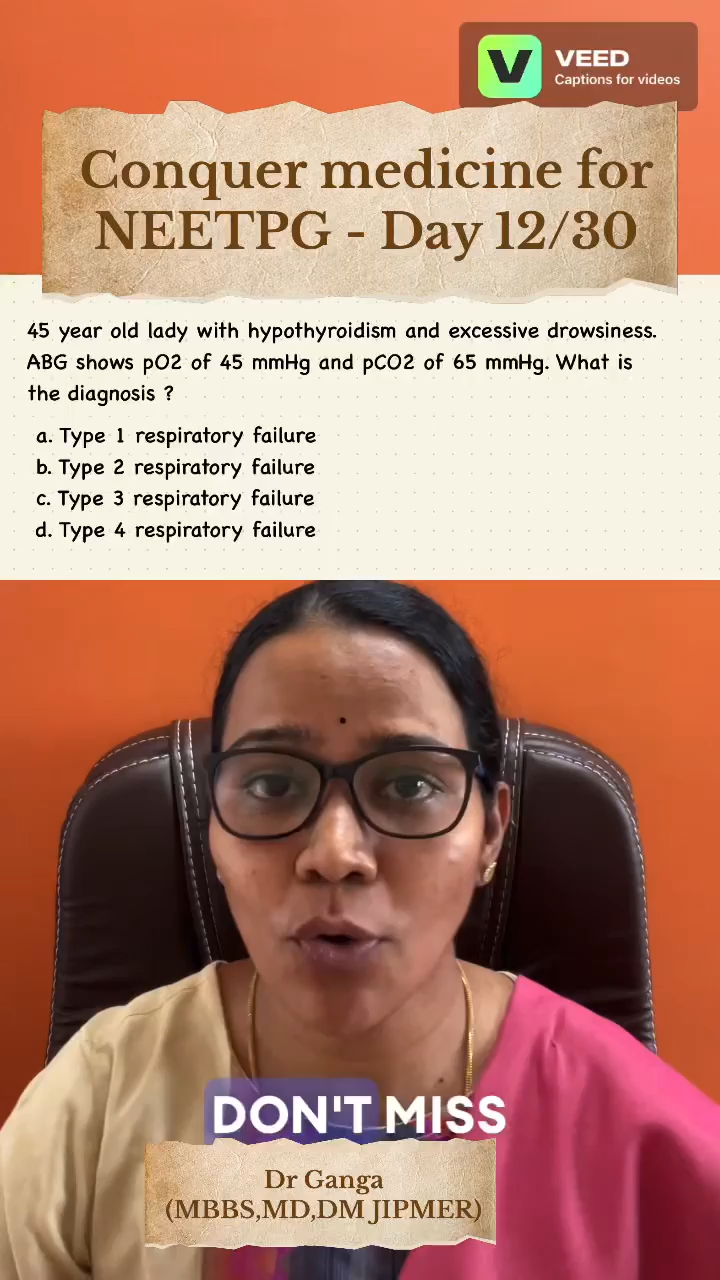 VEED
Captions for videos
Conquer medicine for
NEETPG - Day 12/30
45 year old lady with hypothyroidism and excessive drowsiness.
ABG shows pO2 of 45 mmHg and pCO2 of 65 mmHg. What is
the diagnosis ?
a. Type 1 respiratory failure
b. Type 2 respiratory failure
c. Type 3 respiratory failure
d. Type 4 respiratory failure
DON'T MISS
Dr Ganga
(MBBS,MD,DM JIPMER)